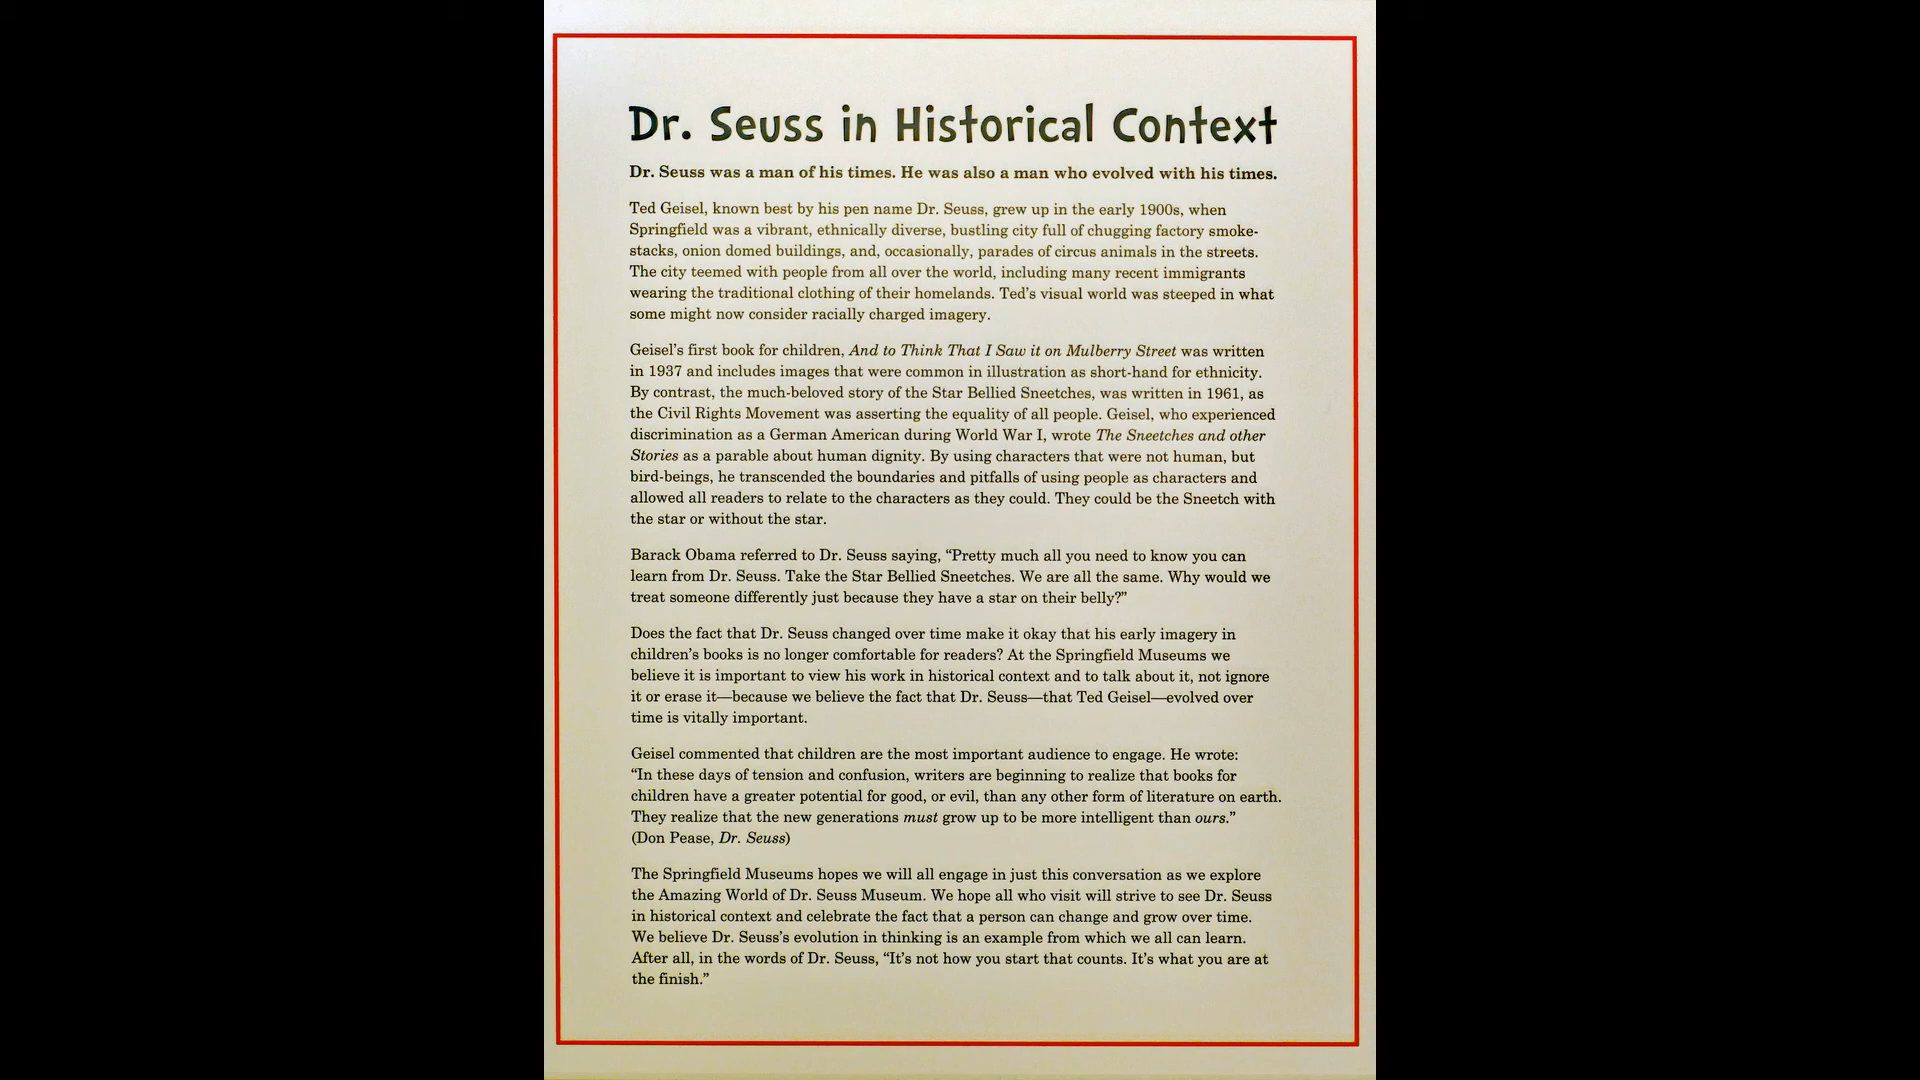 Dr. Seuss in Historical Context
Dr. Seuss was a man of his times. He was also a man who evolved with his times.
Ted Geisel, known best by his pen name Dr. Seuss, grew up in the early 1900s, when
Springfield was a vibrant, ethnically diverse, bustling city full of chugging factory smoke-
stacks, onion domed buildings, and, occasionally, parades of circus animals in the streets.
The city teemed with people from all over the world, including many recent immigrants
wearing the traditional clothing of their homelands. Ted’s visual world was steeped in what
some might now consider racially charged imagery.
Geisel’s first book for children, And to Think That I Saw it on Mulberry Street was written
in 1937 and includes images that were common in illustration as short-hand for ethnicity.
By contrast, the much-beloved story of the Star Bellied Sneetches, was written in 1961, as
the Civil Rights Movement was asserting the equality of all people. Geisel, who experienced
discrimination as a German American during World War I, wrote The Sneetches and other
Stories as a parable about human dignity. By using characters that were not human, but
bird-beings, he transcended the boundaries and pitfalls of using people as characters and
allowed all readers to relate to the characters as they could. They could be the Sneetch with
the star or without the star.
Barack Obama referred to Dr. Seuss saying, “Pretty much all you need to know you can
learn from Dr. Seuss. Take the Star Bellied Sneetches. We are all the same. Why would we
treat someone differently just because they have a star on their belly?”
Does the fact that Dr. Seuss changed over time make it okay that his early imagery in
children’s books is no longer comfortable for readers? At the Springfield Museums we
believe it is important to view his work in historical context and to talk about it, not ignore
it or erase it—because we believe the fact that Dr. Seuss—that Ted Geisel—evolved over
time is vitally important.
Geisel commented that children are the most important audience to engage. He wrote:
“In these days of tension and confusion, writers are beginning to realize that books for
children have a greater potential for good, or evil, than any other form of literature on earth.
They realize that the new generations must grow up to be more intelligent than ours.”
(Don Pease, Dr. Seuss)
The Springfield Museums hopes we will all engage in just this conversation as we explore
the Amazing World of Dr. Seuss Museum. We hope all who visit will strive to see Dr. Seuss
in historical context and celebrate the fact that a person can change and grow over time.
We believe Dr. Seuss’s evolution in thinking is an example from which we all can learn.
After all, in the words of Dr. Seuss, “It’s not how you start that counts. It’s what you are at
the finish.”